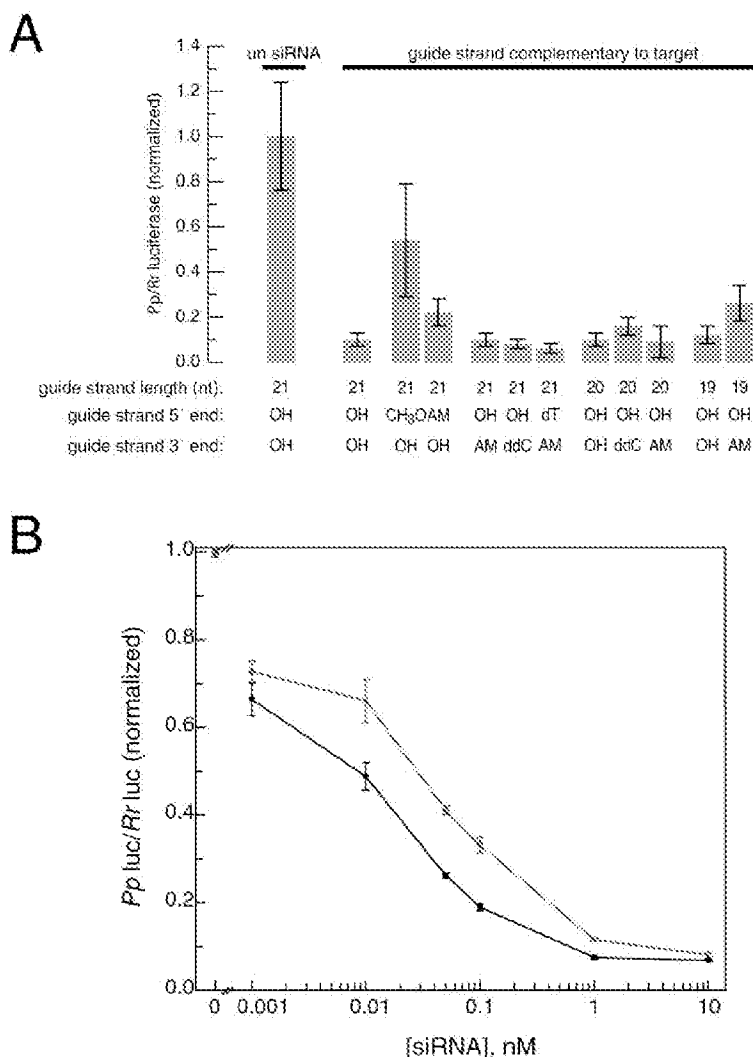 A
un siRNA guide strand complementary to target
1.4
1.2
1.0
0.8
0.6
0.4
0.2
0.0
Pp/Rr luciferase (normalized)
guide strand length (nt): 21 21 21 21 21 21 21 20 20 20 19 19
guide strand 5' end: OH OH CH3O AM OH OH dT OH OH OH OH OH
guide strand 3' end: OH OH OH OH AM ddC AM OH ddC AM OH AM
B
1.0
0.8
0.6
0.4
0.2
0.0
Pp luc/Rr luc (normalized)
0 0.001 0.01 0.1 1 10
[siRNA], nM